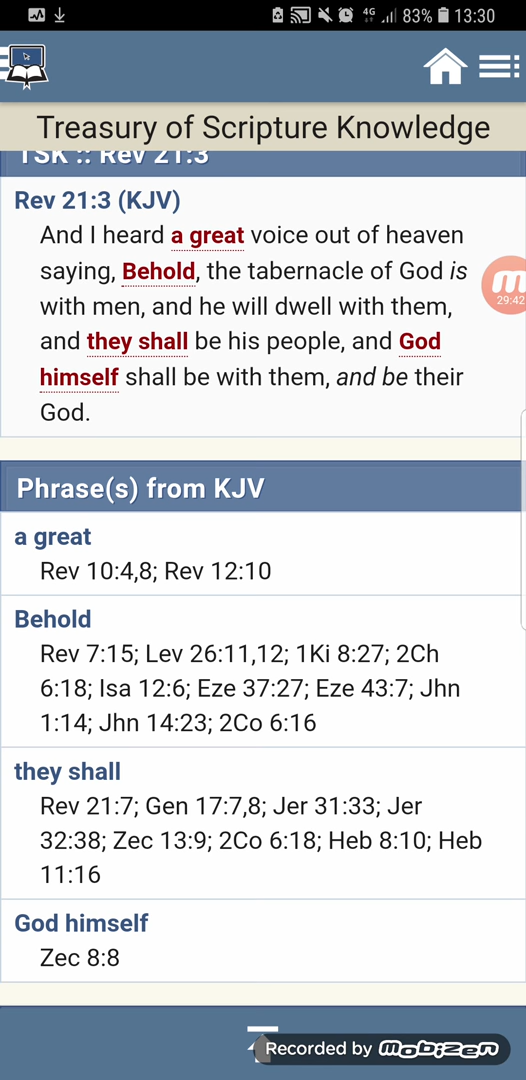 4G 83% 13:30
Treasury of Scripture Knowledge
TSK :: Rev 21:3
Rev 21:3 (KJV)
And I heard a great voice out of heaven
saying, Behold, the tabernacle of God is
with men, and he will dwell with them,
and they shall be his people, and God
himself shall be with them, and be their
God.
29:42
Phrase(s) from KJV
a great
Rev 10:4,8; Rev 12:10
Behold
Rev 7:15; Lev 26:11,12; 1Ki 8:27; 2Ch
6:18; Isa 12:6; Eze 37:27; Eze 43:7; Jhn
1:14; Jhn 14:23; 2Co 6:16
they shall
Rev 21:7; Gen 17:7,8; Jer 31:33; Jer
32:38; Zec 13:9; 2Co 6:18; Heb 8:10; Heb
11:16
God himself
Zec 8:8
Recorded by mobizen